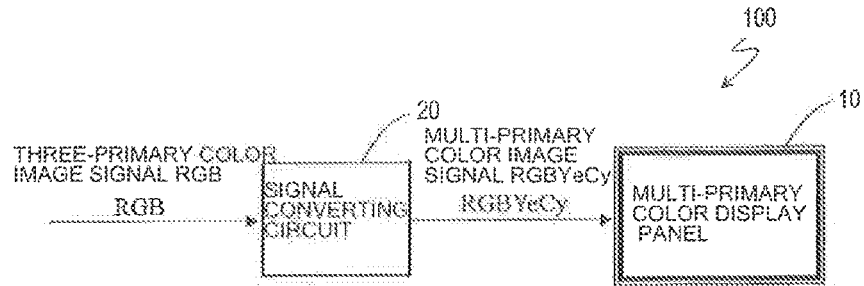 100
10
20
THREE-PRIMARY COLOR
IMAGE SIGNAL RGB
RGB
SIGNAL
CONVERTING
CIRCUIT
MULTI-PRIMARY
COLOR IMAGE
SIGNAL RGBYeCy
RGBYeCy
MULTI-PRIMARY
COLOR DISPLAY
PANEL